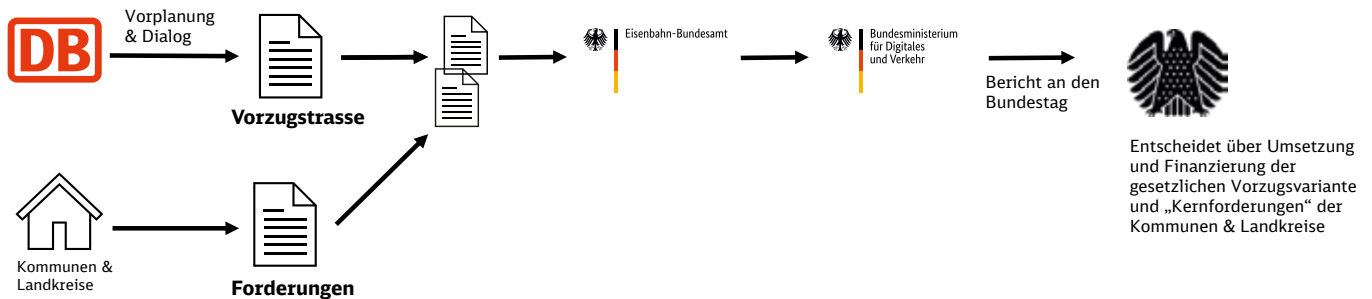 DB
Vorplanung
& Dialog
Vorzugstrasse
Eisenbahn-Bundesamt
Bundesministerium
für Digitales
und Verkehr
Bericht an den
Bundestag
Entscheidet über Umsetzung
und Finanzierung der
gesetzlichen Vorzugsvariante
und „Kernforderungen“ der
Kommunen & Landkreise
Kommunen &
Landkreise
Forderungen